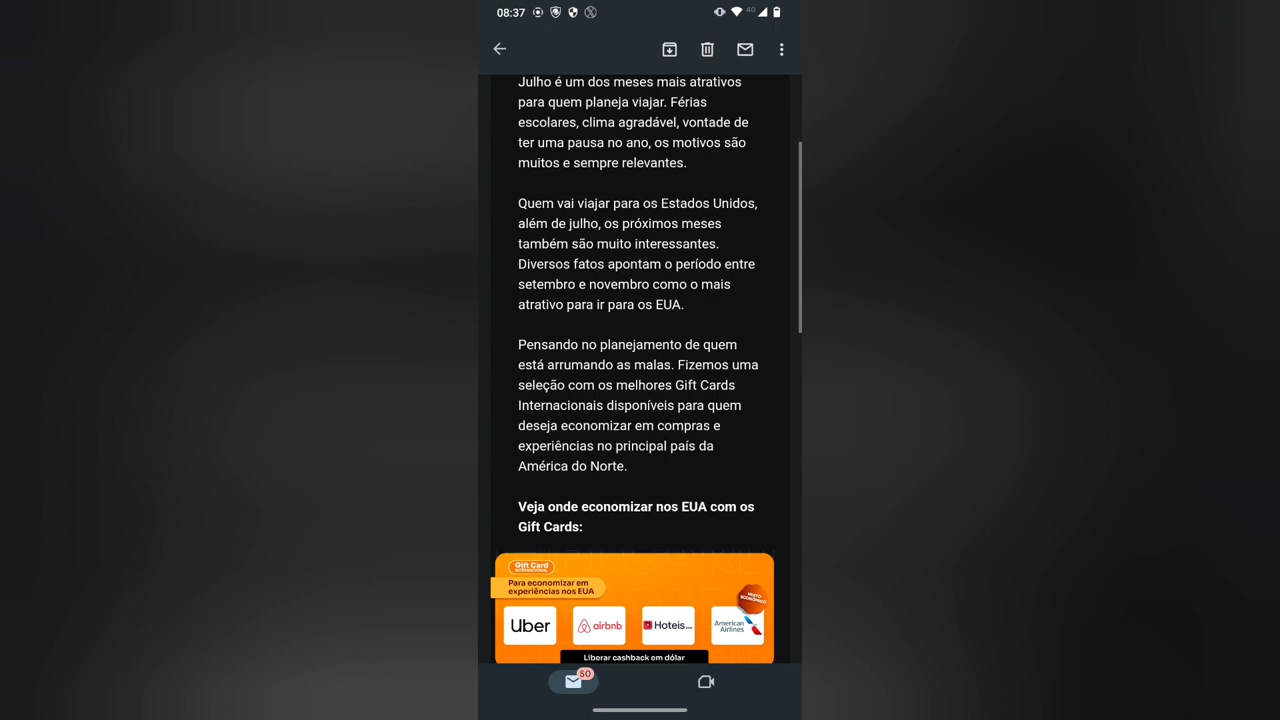 08:37
4G
Julho é um dos meses mais atrativos
para quem planeja viajar. Férias
escolares, clima agradável, vontade de
ter uma pausa no ano, os motivos são
muitos e sempre relevantes.
Quem vai viajar para os Estados Unidos,
além de julho, os próximos meses
também são muito interessantes.
Diversos fatos apontam o período entre
setembro e novembro como o mais
atrativo para ir para os EUA.
Pensando no planejamento de quem
está arrumando as malas. Fizemos uma
seleção com os melhores Gift Cards
Internacionais disponíveis para quem
deseja economizar em compras e
experiências no principal país da
América do Norte.
Veja onde economizar nos EUA com os
Gift Cards:
Gift Card
INTERNACIONAL
Para economizar em
experiências nos EUA
MUITO
ECONÔMICO
Uber
airbnb
Hoteis.com
American
Airlines
Liberar cashback em dólar
50